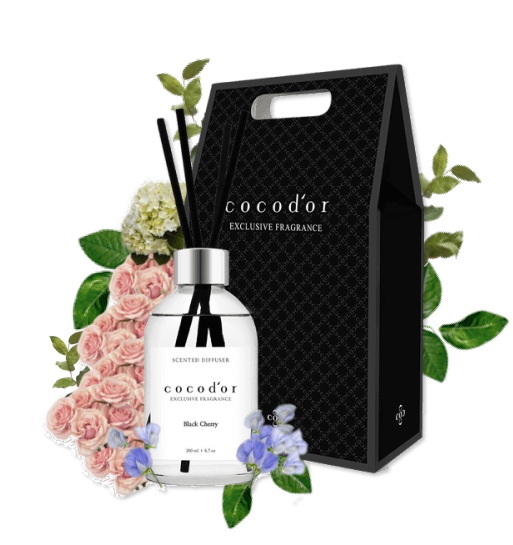 cocod'or
EXCLUSIVE FRAGRANCE
SCENTED DIFFUSER
cocod'or
EXCLUSIVE FRAGRANCE
Black Cherry
200 ml ǀ 6.7 oz